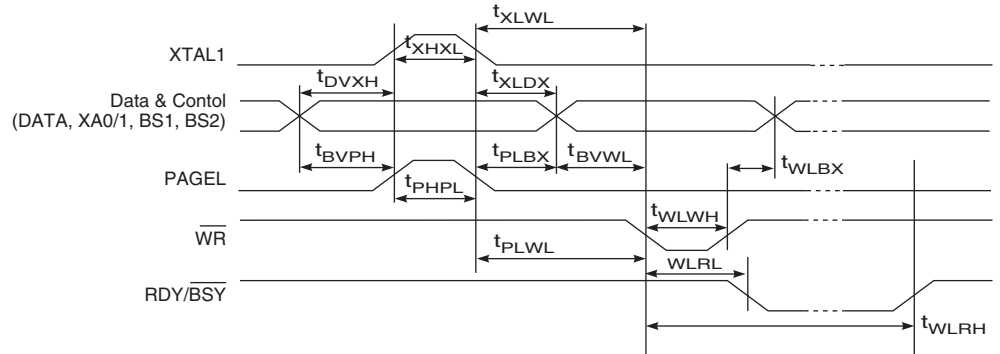 tXLWL
XTAL1
tXHXL
tDVXH
tXLDX
Data & Contol
(DATA, XA0/1, BS1, BS2)
tBVPH
tPLBX
tBVWL
tWLBX
PAGEL
tPHPL
tWLWH
WR
tPLWL
WLRL
RDY/BSY
tWLRH